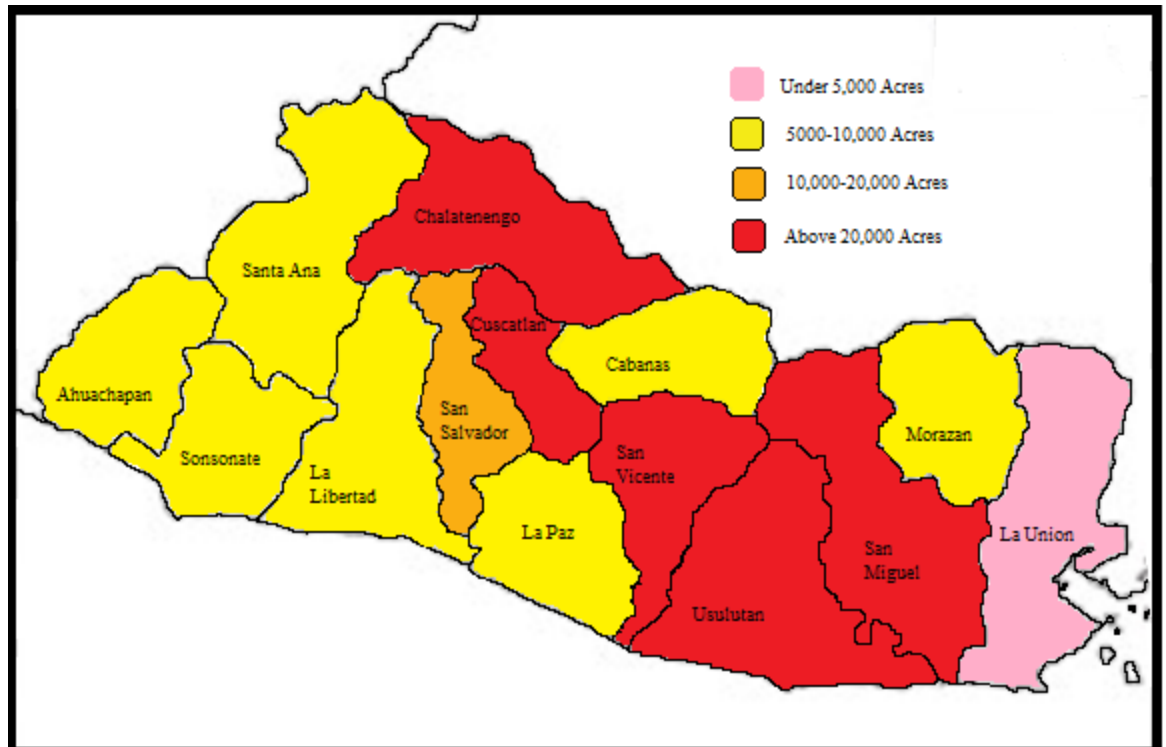 Under 5,000 Acres
5000-10,000 Acres
10,000-20,000 Acres
Above 20,000 Acres
Chalatenengo
Santa Ana
Cuscatlan
Cabanas
Ahuachapan
San
Salvador
Morazan
Sonsonate
San
Vicente
La
Libertad
La Paz
La Union
San
Miguel
Usulutan